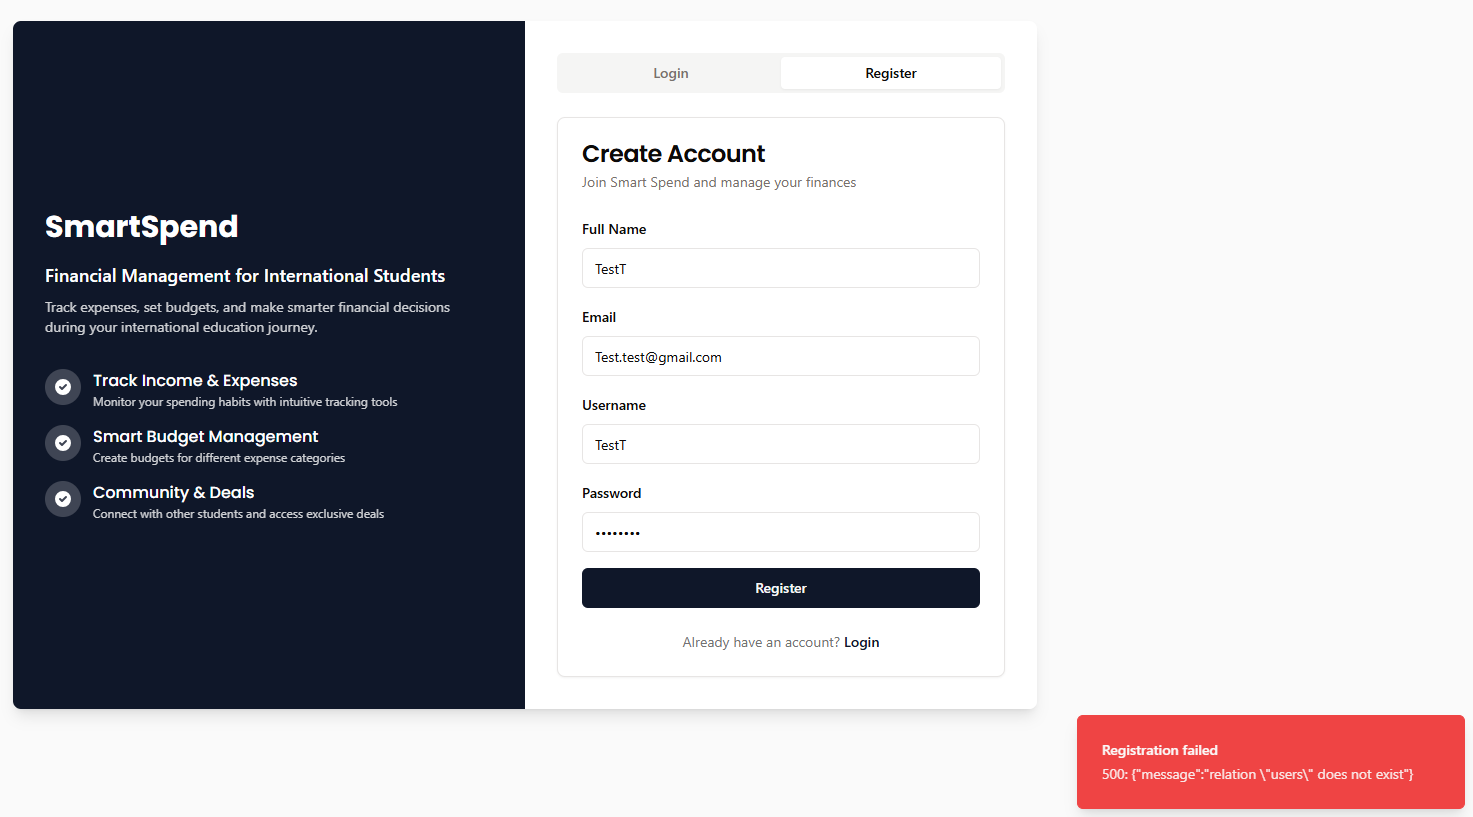 SmartSpend
Financial Management for International Students
Track expenses, set budgets, and make smarter financial decisions
during your international education journey.
Track Income & Expenses
Monitor your spending habits with intuitive tracking tools
Smart Budget Management
Create budgets for different expense categories
Community & Deals
Connect with other students and access exclusive deals
Login
Register
Create Account
Join Smart Spend and manage your finances
Full Name
TestT
Email
Test.test@gmail.com
Username
TestT
Password
••••••••
Register
Already have an account? Login
Registration failed
500: {"message":"relation \"users\" does not exist"}